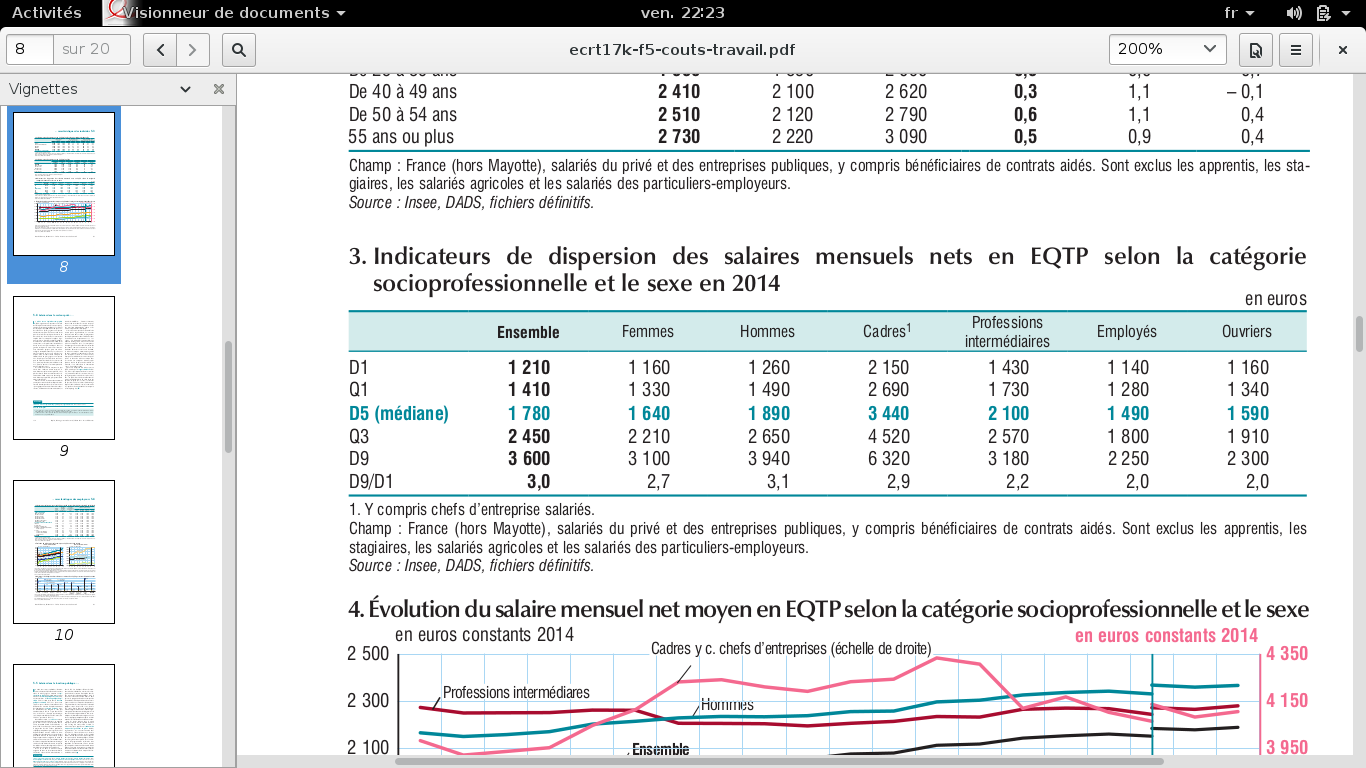 Activités Visionneur de documents ven. 22:23 fr
8 sur 20 ecrt17k-f5-couts-travail.pdf 200%
Vignettes
8
9
10
De 40 à 49 ans 2 410 2 100 2 620 0,3 1,1 – 0,1
De 50 à 54 ans 2 510 2 120 2 790 0,6 1,1 0,4
55 ans ou plus 2 730 2 220 3 090 0,5 0,9 0,4
Champ : France (hors Mayotte), salariés du privé et des entreprises publiques, y compris bénéficiaires de contrats aidés. Sont exclus les apprentis, les sta-
giaires, les salariés agricoles et les salariés des particuliers-employeurs.
Source : Insee, DADS, fichiers définitifs.
3. Indicateurs de dispersion des salaires mensuels nets en EQTP selon la catégorie
socioprofessionnelle et le sexe en 2014
en euros
Ensemble Femmes Hommes Cadres1 Professions intermédiaires Employés Ouvriers
D1 1 210 1 160 1 260 2 150 1 430 1 140 1 160
Q1 1 410 1 330 1 490 2 690 1 730 1 280 1 340
D5 (médiane) 1 780 1 640 1 890 3 440 2 100 1 490 1 590
Q3 2 450 2 210 2 650 4 520 2 570 1 800 1 910
D9 3 600 3 100 3 940 6 320 3 180 2 250 2 300
D9/D1 3,0 2,7 3,1 2,9 2,2 2,0 2,0
1. Y compris chefs d'entreprise salariés.
Champ : France (hors Mayotte), salariés du privé et des entreprises publiques, y compris bénéficiaires de contrats aidés. Sont exclus les apprentis, les
stagiaires, les salariés agricoles et les salariés des particuliers-employeurs.
Source : Insee, DADS, fichiers définitifs.
4. Évolution du salaire mensuel net moyen en EQTP selon la catégorie socioprofessionnelle et le sexe
en euros constants 2014 en euros constants 2014
2 500 Cadres y c. chefs d'entreprises (échelle de droite) 4 350
Professions intermédiares
2 300 Hommes 4 150
2 100 Ensemble 3 950